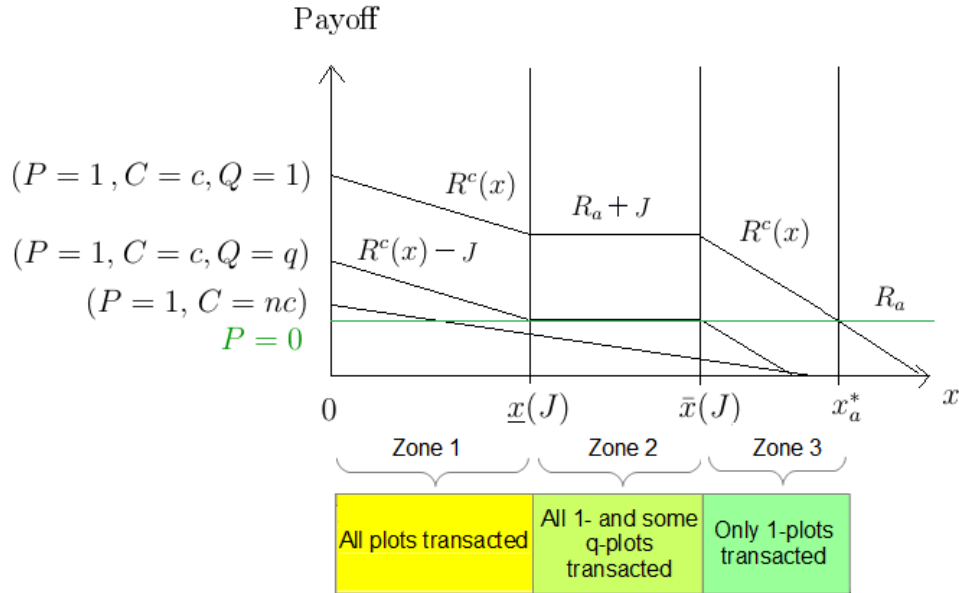 Payoff
(P = 1, C = c, Q = 1)
R^c(x)
R_a + J
R^c(x)
(P = 1, C = c, Q = q)
R^c(x) − J
(P = 1, C = nc)
R_a
P = 0
0
x̲(J)
x̄(J)
x_a^*
x
Zone 1
Zone 2
Zone 3
All plots transacted
All 1- and some
q-plots
transacted
Only 1-plots
transacted